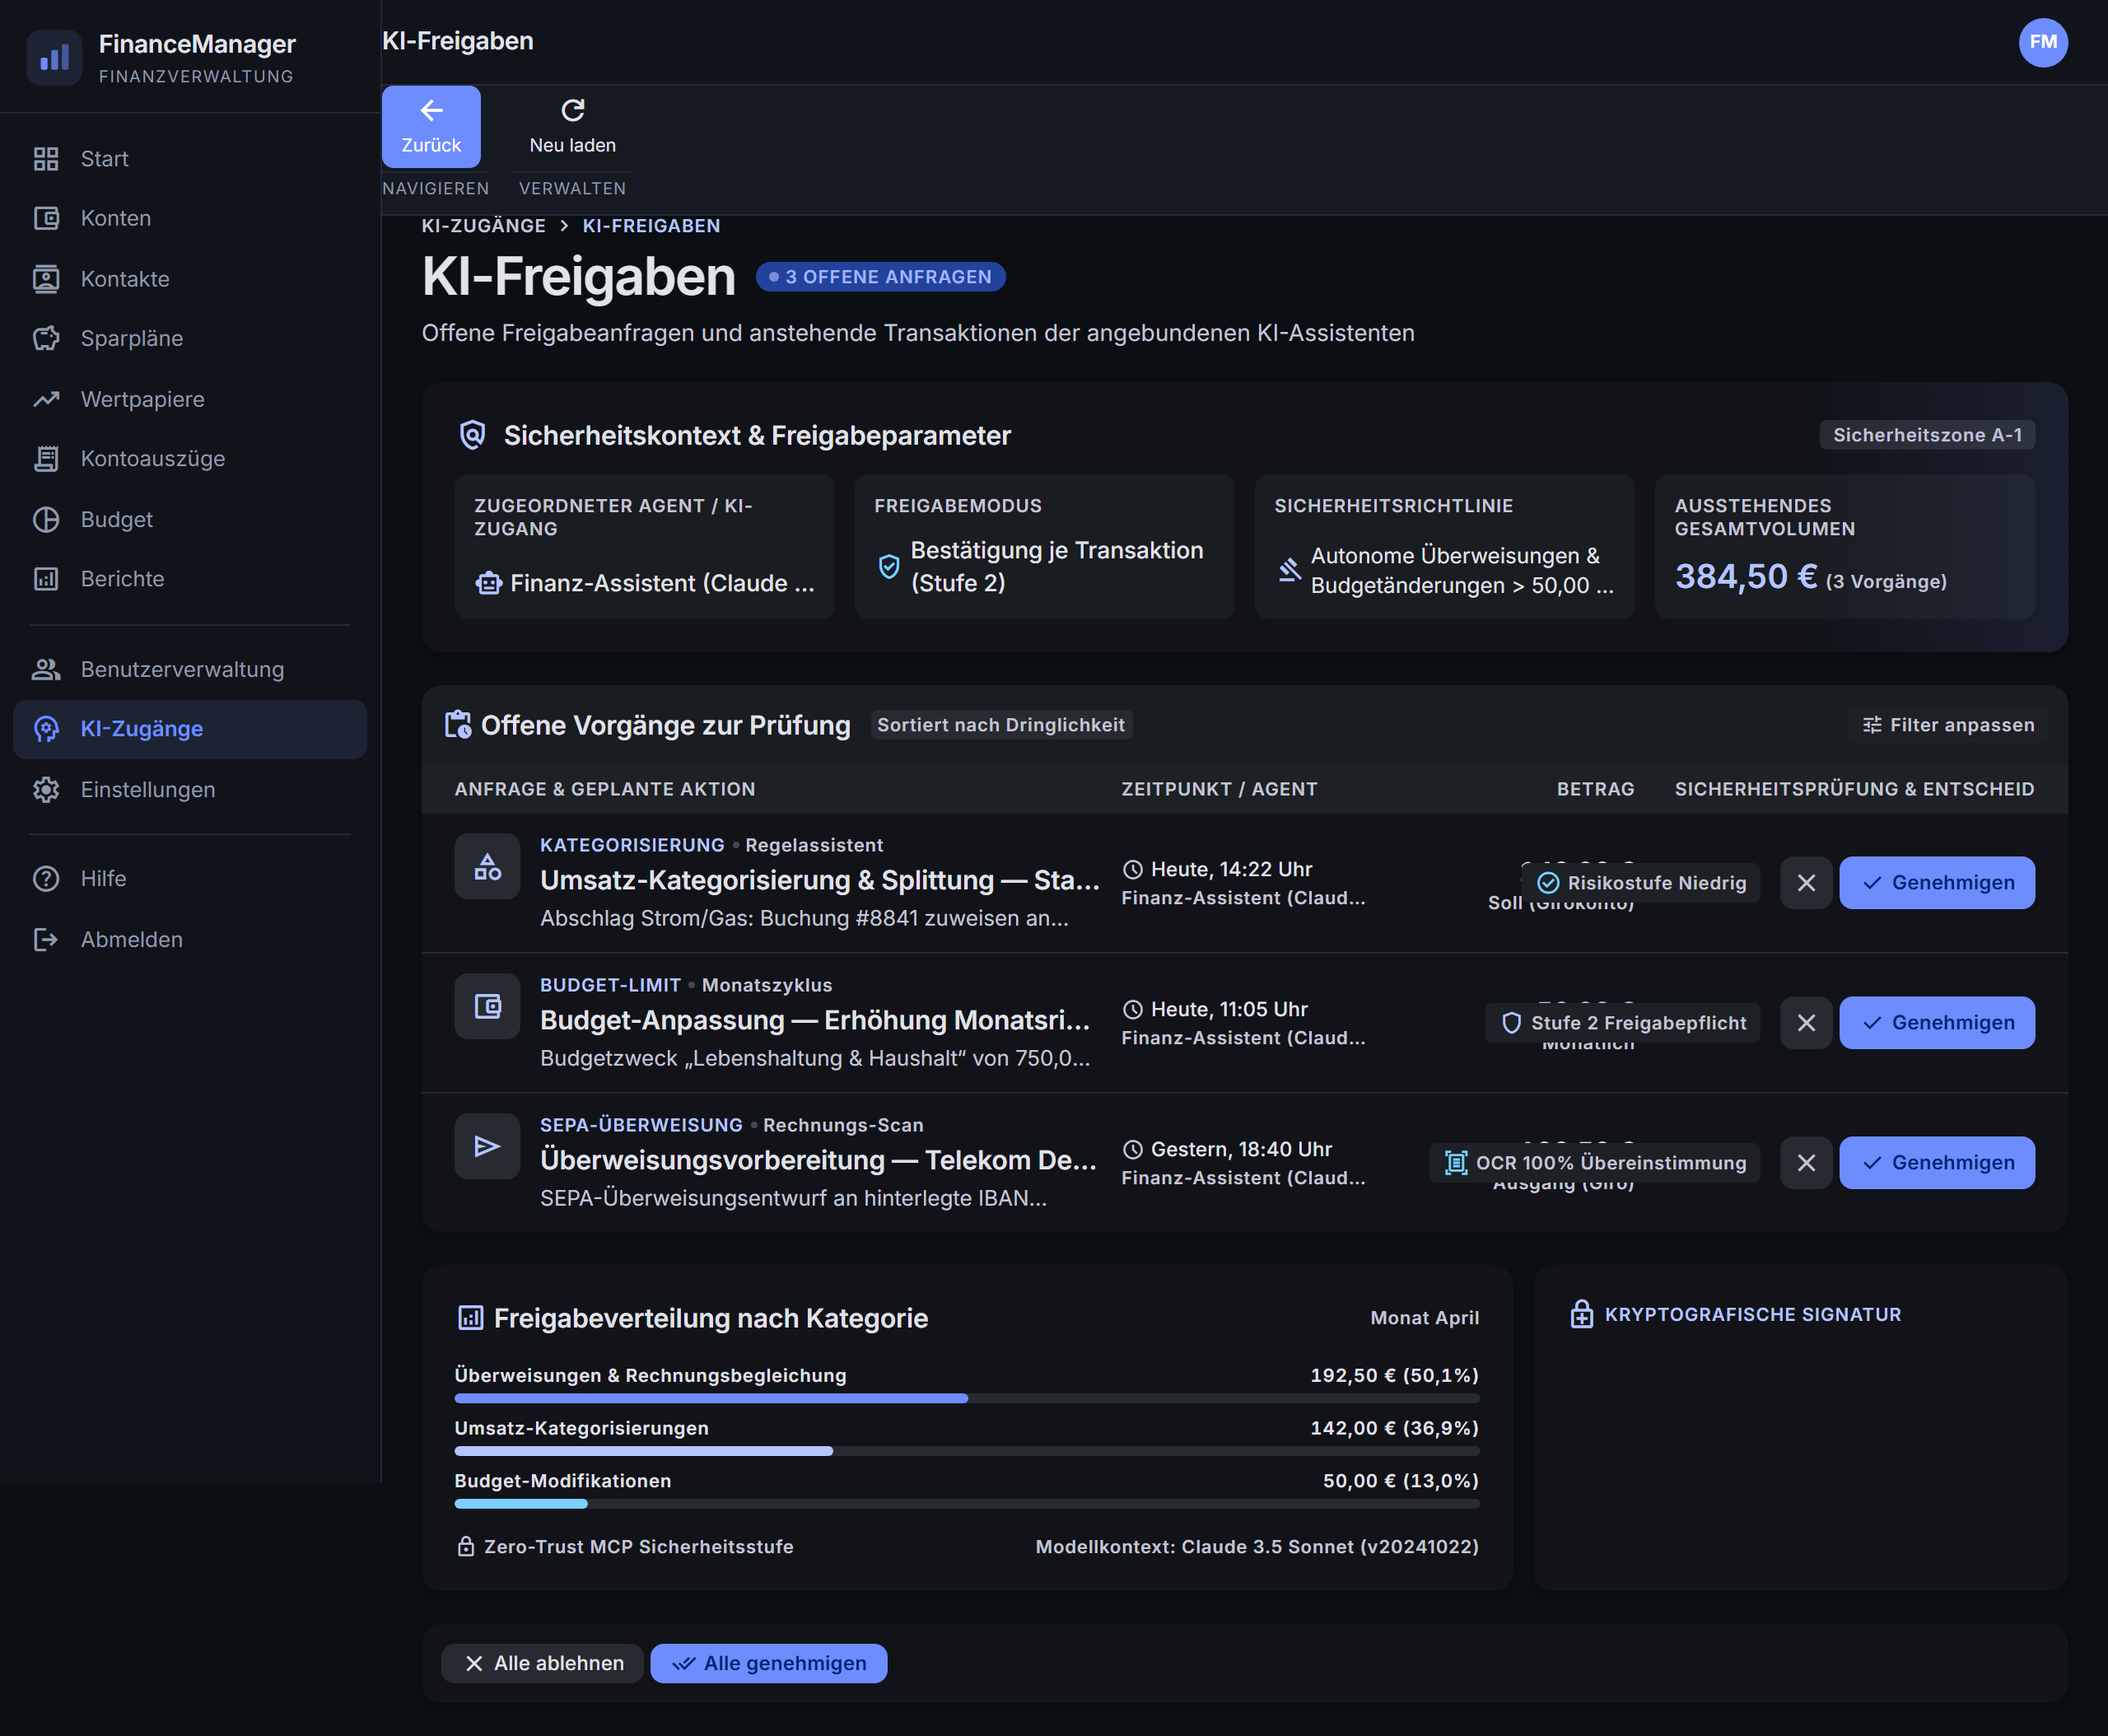 FinanceManager
FINANZVERWALTUNG
Start
Konten
Kontakte
Sparpläne
Wertpapiere
Kontoauszüge
Budget
Berichte
Benutzerverwaltung
KI-Zugänge
Einstellungen
Hilfe
Abmelden
KI-Freigaben
FM
Zurück
Neu laden
NAVIGIEREN
VERWALTEN
KI-ZUGÄNGE > KI-FREIGABEN
KI-Freigaben
3 OFFENE ANFRAGEN
Offene Freigabeanfragen und anstehende Transaktionen der angebundenen KI-Assistenten
Sicherheitskontext & Freigabeparameter
Sicherheitszone A-1
ZUGEORDNETER AGENT / KI-
ZUGANG
Finanz-Assistent (Claude ...
FREIGABEMODUS
Bestätigung je Transaktion
(Stufe 2)
SICHERHEITSRICHTLINIE
Autonome Überweisungen &
Budgetänderungen > 50,00 ...
AUSSTEHENDES
GESAMTVOLUMEN
384,50 € (3 Vorgänge)
Offene Vorgänge zur Prüfung
Sortiert nach Dringlichkeit
Filter anpassen
ANFRAGE & GEPLANTE AKTION
ZEITPUNKT / AGENT
BETRAG
SICHERHEITSPRÜFUNG & ENTSCHEID
KATEGORISIERUNG • Regelassistent
Umsatz-Kategorisierung & Splittung — Sta...
Abschlag Strom/Gas: Buchung #8841 zuweisen an...
Heute, 14:22 Uhr
Finanz-Assistent (Claud...
Soll (Girokonto)
Risikostufe Niedrig
Genehmigen
BUDGET-LIMIT • Monatszyklus
Budget-Anpassung — Erhöhung Monatsri...
Budgetzweck „Lebenshaltung & Haushalt“ von 750,0...
Heute, 11:05 Uhr
Finanz-Assistent (Claud...
Monatlich
Stufe 2 Freigabepflicht
Genehmigen
SEPA-ÜBERWEISUNG • Rechnungs-Scan
Überweisungsvorbereitung — Telekom De...
SEPA-Überweisungsentwurf an hinterlegte IBAN...
Gestern, 18:40 Uhr
Finanz-Assistent (Claud...
Ausgang (Giro)
OCR 100% Übereinstimmung
Genehmigen
Freigabeverteilung nach Kategorie
Monat April
Überweisungen & Rechnungsbegleichung
192,50 € (50,1%)
Umsatz-Kategorisierungen
142,00 € (36,9%)
Budget-Modifikationen
50,00 € (13,0%)
Zero-Trust MCP Sicherheitsstufe
Modellkontext: Claude 3.5 Sonnet (v20241022)
KRYPTOGRAFISCHE SIGNATUR
Alle ablehnen
Alle genehmigen